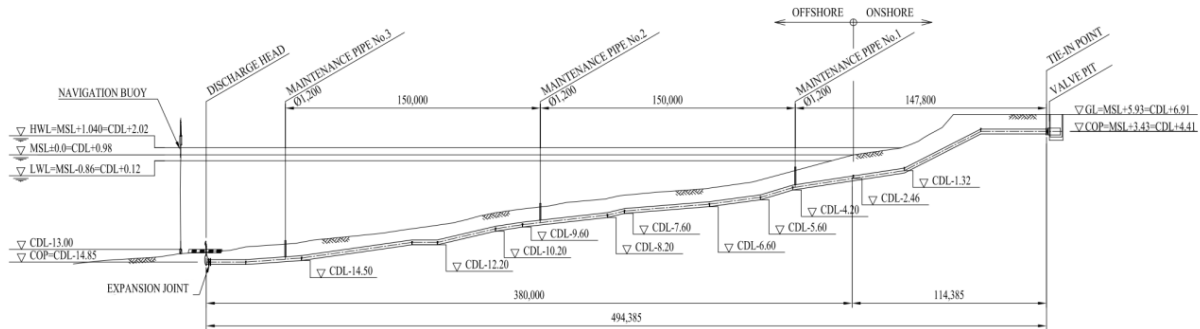 OFFSHORE ONSHORE
DISCHARGE HEAD
MAINTENANCE PIPE No.3
Ø1,200
MAINTENANCE PIPE No.2
Ø1,200
MAINTENANCE PIPE No.1
Ø1,200
TIE-IN POINT
VALVE PIT
NAVIGATION BUOY
150,000
150,000
147,800
GL=MSL+5.93=CDL+6.91
COP=MSL+3.43=CDL+4.41
HWL=MSL+1.040=CDL+2.02
MSL±0.0=CDL+0.98
LWL=MSL-0.86=CDL+0.12
CDL-1.32
CDL-2.46
CDL-4.20
CDL-5.60
CDL-6.60
CDL-7.60
CDL-8.20
CDL-9.60
CDL-10.20
CDL-12.20
CDL-14.50
CDL-13.00
COP=CDL-14.85
EXPANSION JOINT
380,000
114,385
494,385